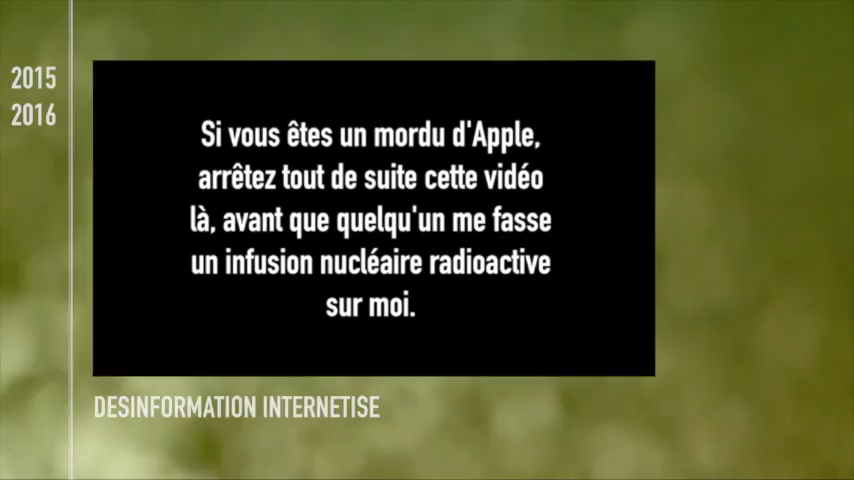 2015
2016
Si vous êtes un mordu d'Apple,
arrêtez tout de suite cette vidéo
là, avant que quelqu'un me fasse
un infusion nucléaire radioactive
sur moi.
DESINFORMATION INTERNETISE